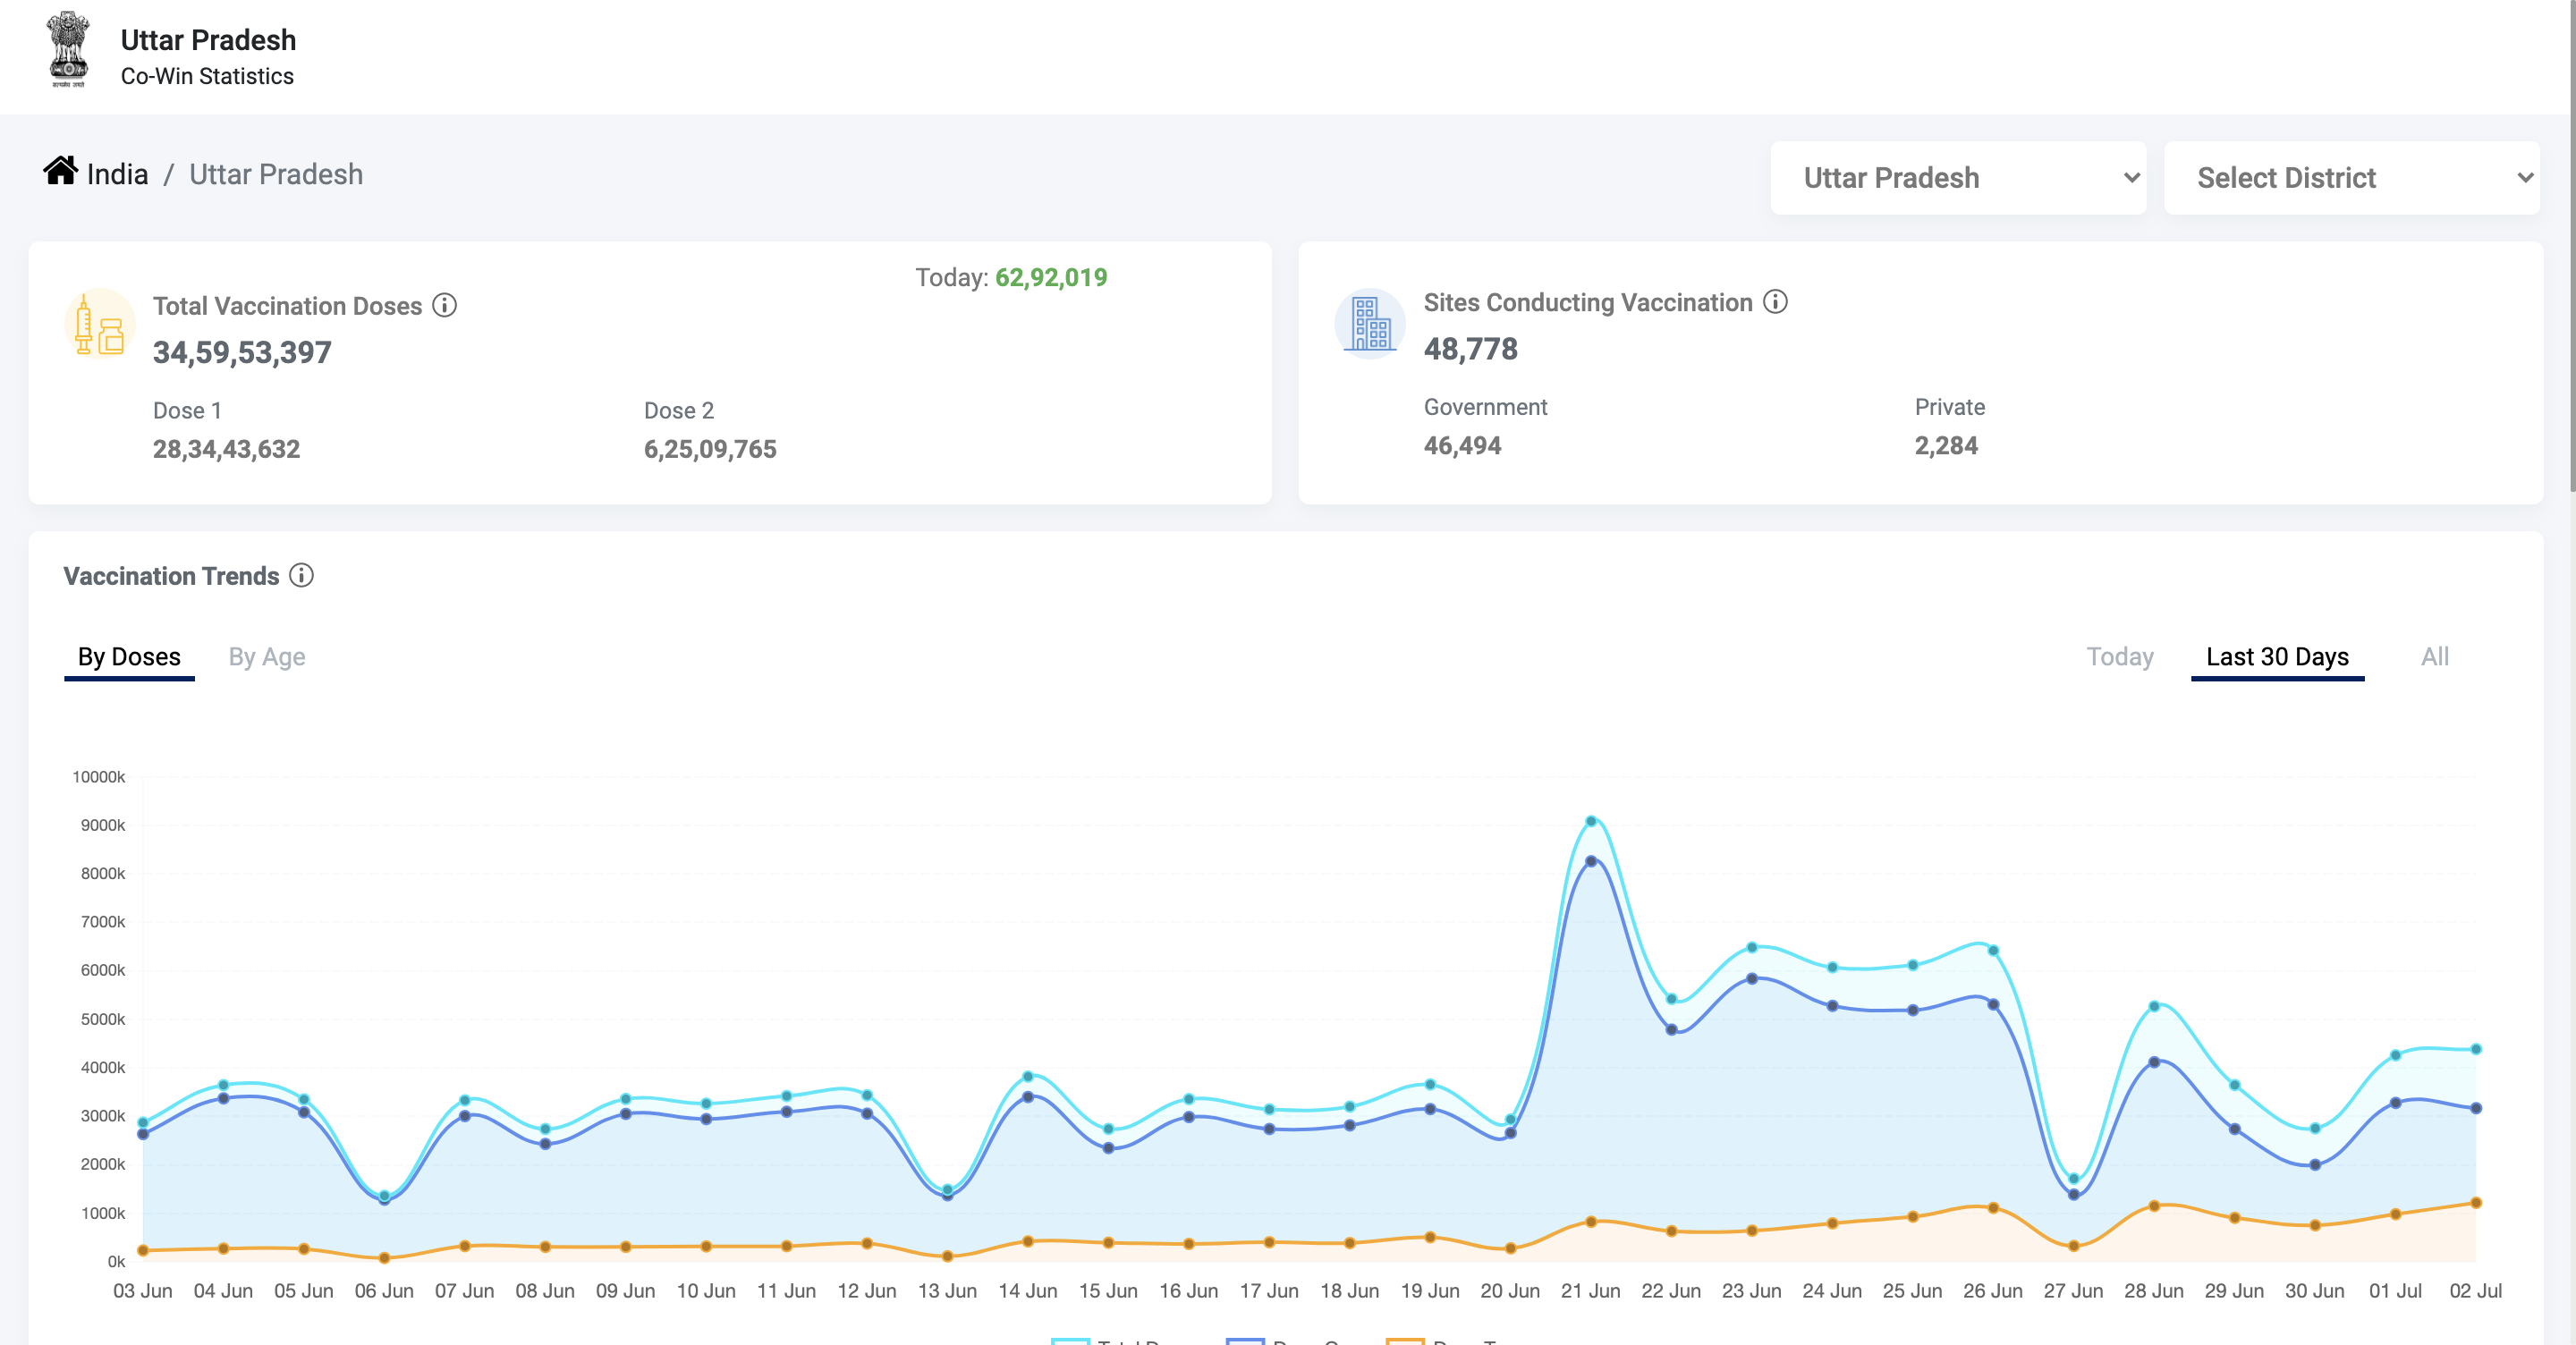 Uttar Pradesh
Co-Win Statistics
सत्यमेव जयते
India / Uttar Pradesh
Uttar Pradesh
Select District
Today: 62,92,019
Total Vaccination Doses
34,59,53,397
Dose 1
Dose 2
28,34,43,632
6,25,09,765
Sites Conducting Vaccination
48,778
Government
Private
46,494
2,284
Vaccination Trends
By Doses
By Age
Today
Last 30 Days
All
10000k
9000k
8000k
7000k
6000k
5000k
4000k
3000k
2000k
1000k
0k
03 Jun 04 Jun 05 Jun 06 Jun 07 Jun 08 Jun 09 Jun 10 Jun 11 Jun 12 Jun 13 Jun 14 Jun 15 Jun 16 Jun 17 Jun 18 Jun 19 Jun 20 Jun 21 Jun 22 Jun 23 Jun 24 Jun 25 Jun 26 Jun 27 Jun 28 Jun 29 Jun 30 Jun 01 Jul 02 Jul